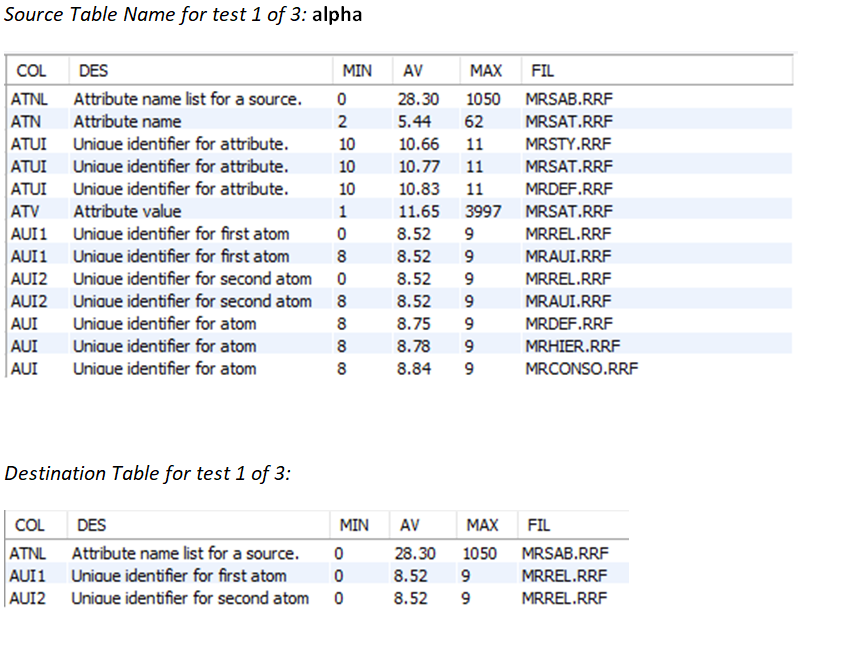 Source Table Name for test 1 of 3: alpha
COL DES MIN AV MAX FIL
ATNL Attribute name list for a source. 0 28.30 1050 MRSAB.RRF
ATN Attribute name 2 5.44 62 MRSAT.RRF
ATUI Unique identifier for attribute. 10 10.66 11 MRSTY.RRF
ATUI Unique identifier for attribute. 10 10.77 11 MRSAT.RRF
ATUI Unique identifier for attribute. 10 10.83 11 MRDEF.RRF
ATV Attribute value 1 11.65 3997 MRSAT.RRF
AUI1 Unique identifier for first atom 0 8.52 9 MRREL.RRF
AUI1 Unique identifier for first atom 8 8.52 9 MRAUI.RRF
AUI2 Unique identifier for second atom 0 8.52 9 MRREL.RRF
AUI2 Unique identifier for second atom 8 8.52 9 MRAUI.RRF
AUI Unique identifier for atom 8 8.75 9 MRDEF.RRF
AUI Unique identifier for atom 8 8.78 9 MRHIER.RRF
AUI Unique identifier for atom 8 8.84 9 MRCONSO.RRF
Destination Table for test 1 of 3:
COL DES MIN AV MAX FIL
ATNL Attribute name list for a source. 0 28.30 1050 MRSAB.RRF
AUI1 Unique identifier for first atom 0 8.52 9 MRREL.RRF
AUI2 Unique identifier for second atom 0 8.52 9 MRREL.RRF